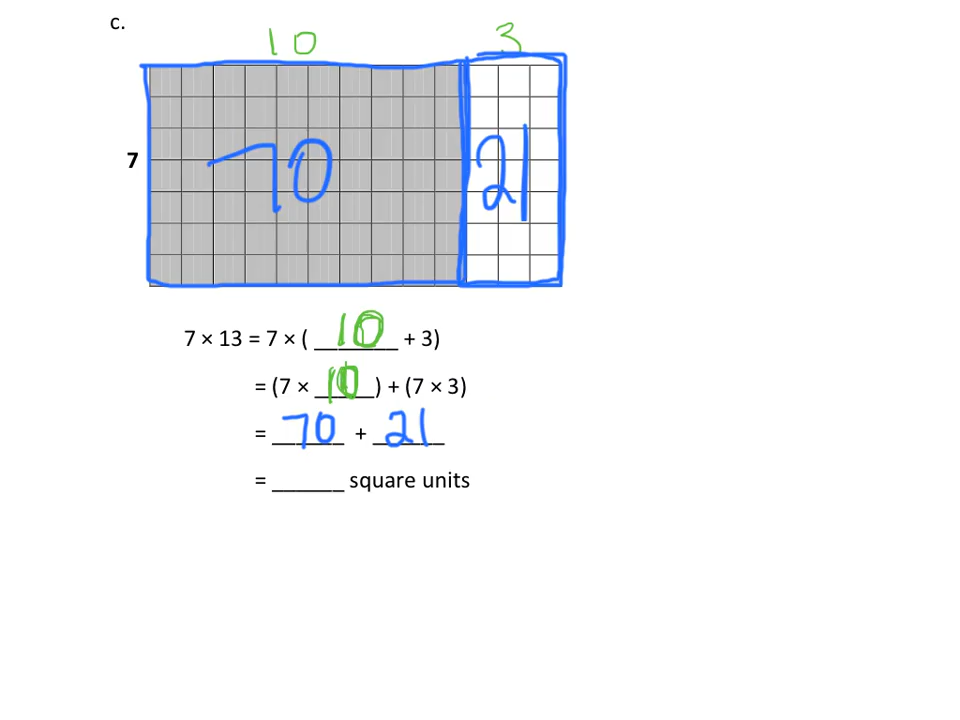 c.
10 3
7
70 21
7 × 13 = 7 × ( 10 + 3)
= (7 × 10) + (7 × 3)
= 70 + 21
= ______ square units